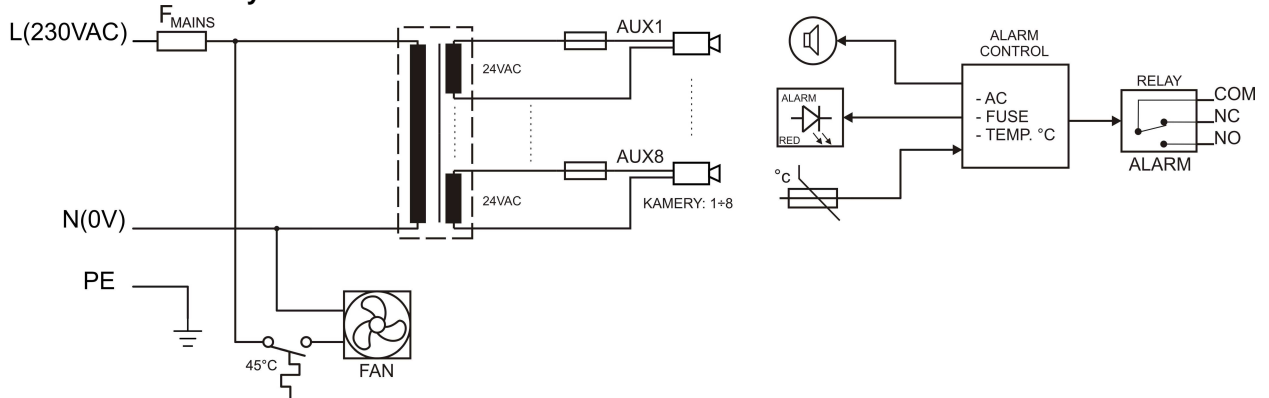 L(230VAC)
FMAINS
N(0V)
PE
45°C
FAN
24VAC
AUX1
24VAC
AUX8
KAMERY: 1÷8
ALARM
RED
°c
ALARM
CONTROL
- AC
- FUSE
- TEMP. °C
RELAY
COM
NC
NO
ALARM